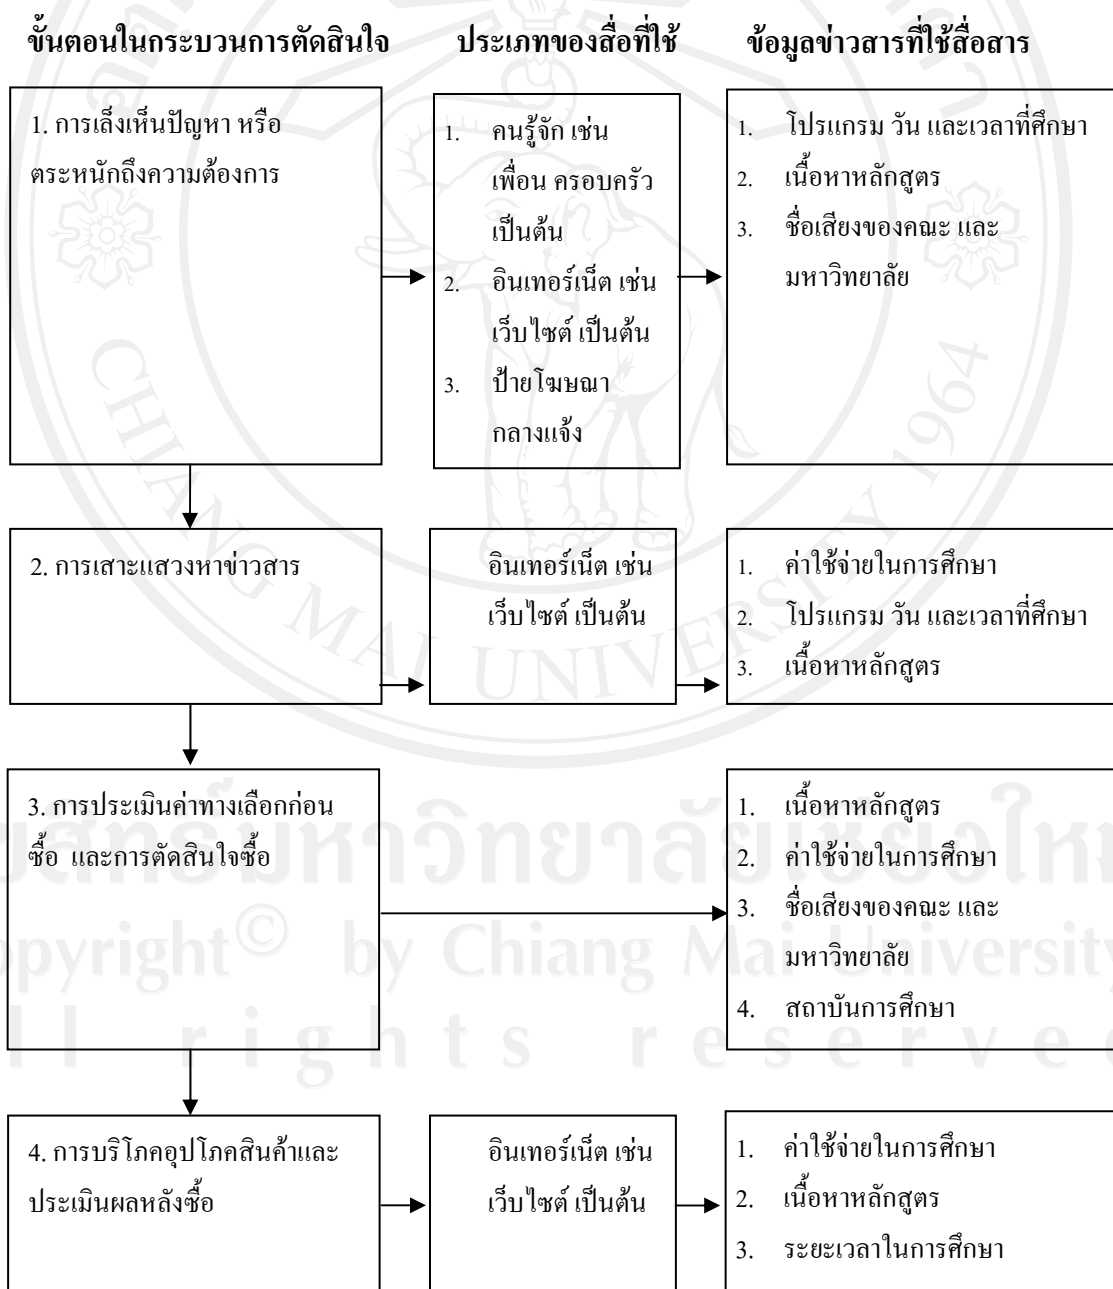 ขั้นตอนในกระบวนการตัดสินใจ
ประเภทของสื่อที่ใช้
ข้อมูลข่าวสารที่ใช้สื่อสาร
1. การเล็งเห็นปัญหา หรือ
ตระหนักถึงความต้องการ
1. คนรู้จัก เช่น
เพื่อน ครอบครัว
เป็นต้น
2. อินเทอร์เน็ต เช่น
เว็บไซต์ เป็นต้น
3. ป้ายโฆษณา
กลางแจ้ง
1. โปรแกรม วัน และเวลาที่ศึกษา
2. เนื้อหาหลักสูตร
3. ชื่อเสียงของคณะ และ
มหาวิทยาลัย
2. การเสาะแสวงหาข่าวสาร
อินเทอร์เน็ต เช่น
เว็บไซต์ เป็นต้น
1. ค่าใช้จ่ายในการศึกษา
2. โปรแกรม วัน และเวลาที่ศึกษา
3. เนื้อหาหลักสูตร
3. การประเมินค่าทางเลือกก่อน
ซื้อ และการตัดสินใจซื้อ
1. เนื้อหาหลักสูตร
2. ค่าใช้จ่ายในการศึกษา
3. ชื่อเสียงของคณะ และ
มหาวิทยาลัย
4. สถาบันการศึกษา
4. การบริโภคอุปโภคสินค้าและ
ประเมินผลหลังซื้อ
อินเทอร์เน็ต เช่น
เว็บไซต์ เป็นต้น
1. ค่าใช้จ่ายในการศึกษา
2. เนื้อหาหลักสูตร
3. ระยะเวลาในการศึกษา
CHIANG MAI UNIVERSITY 1964
opyright © by Chiang Mai University
ll rights reserve